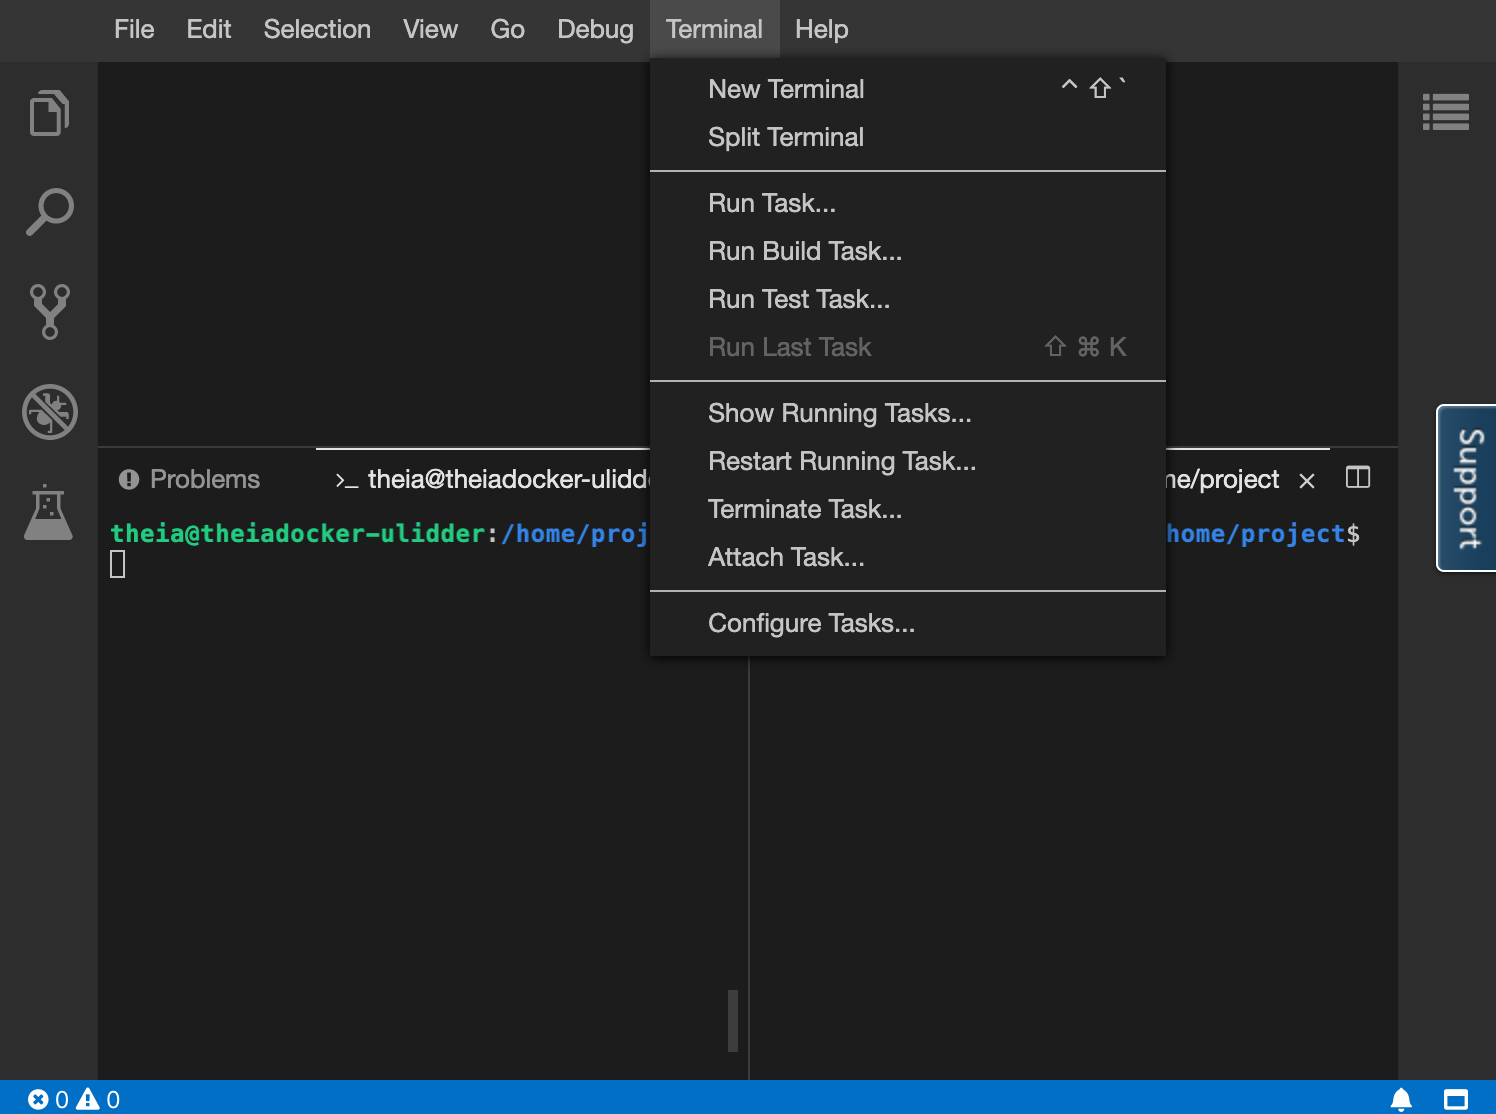 File Edit Selection View Go Debug Terminal Help
New Terminal ^ ⇧ `
Split Terminal
Run Task...
Run Build Task...
Run Test Task...
Run Last Task ⇧ ⌘ K
Show Running Tasks...
Restart Running Task...
Terminate Task...
Attach Task...
Configure Tasks...
Problems >_ theia@theiadocker-ulidd
me/project ×
theia@theiadocker-ulidder:/home/proj
home/project$
Support
0 0